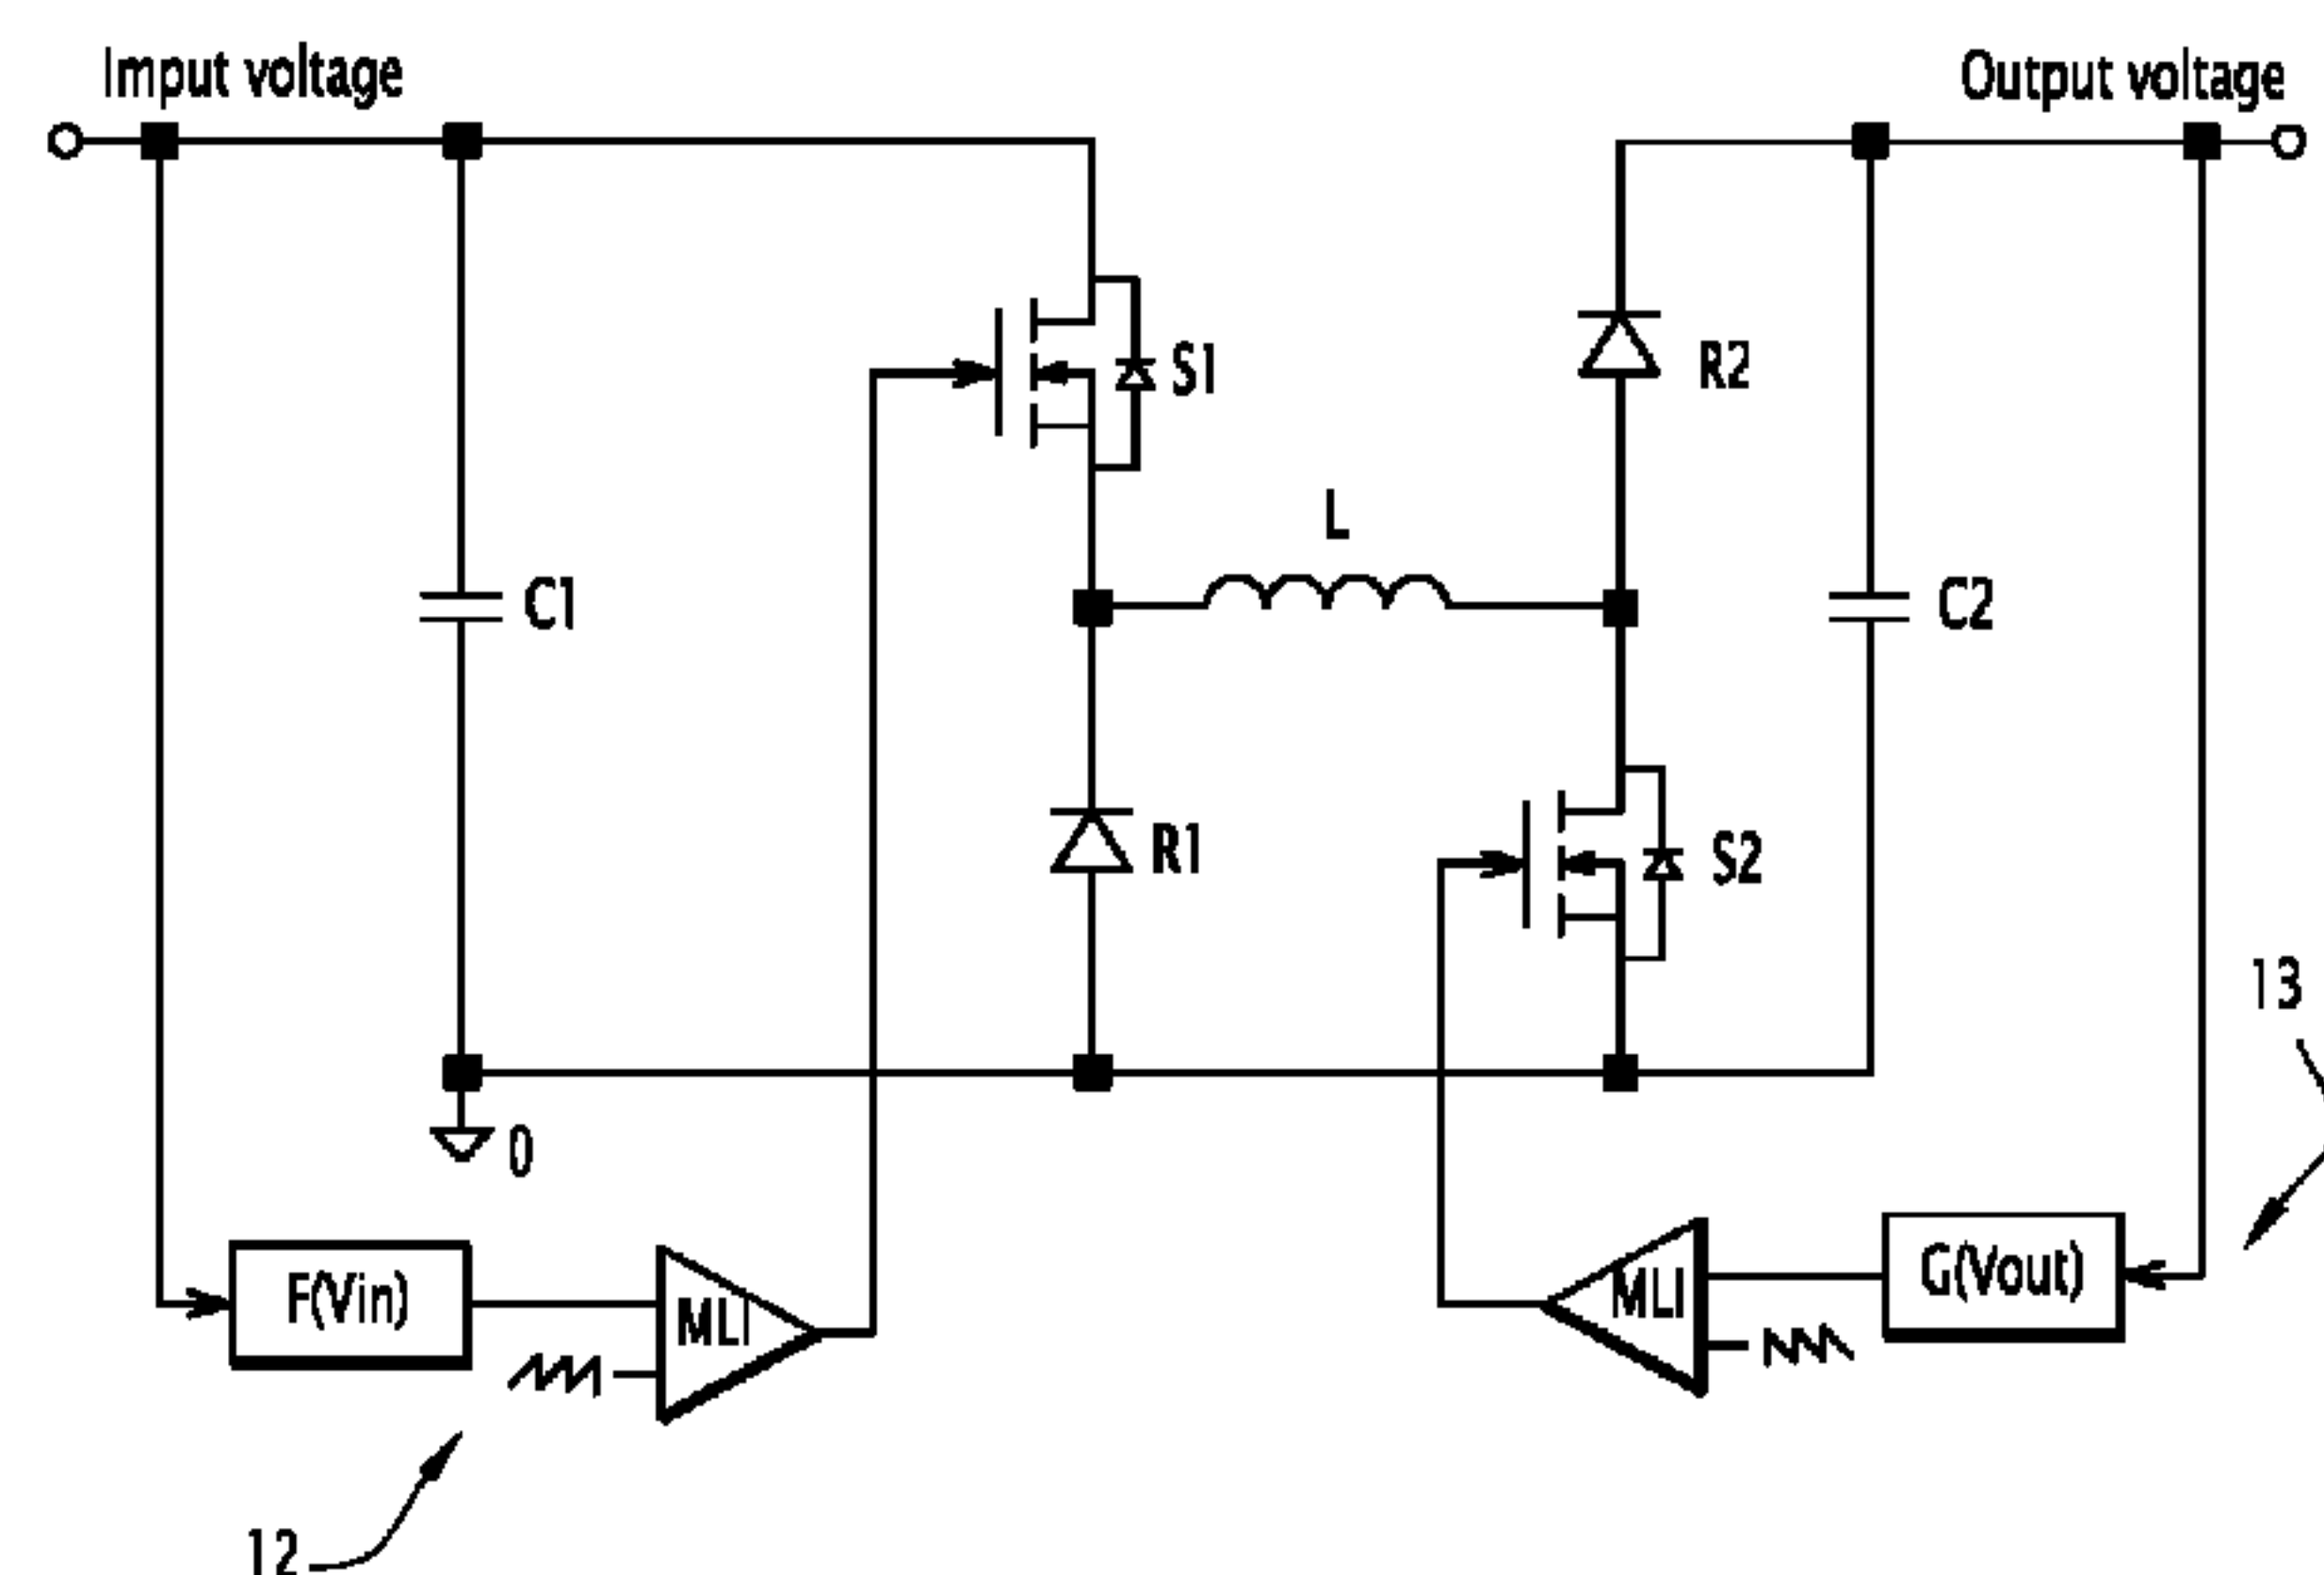 Imput voltage
Output voltage
S1
R2
L
C1
C2
R1
S2
13
0
F(Vin)
MLI
MLI
G(Vout)
12